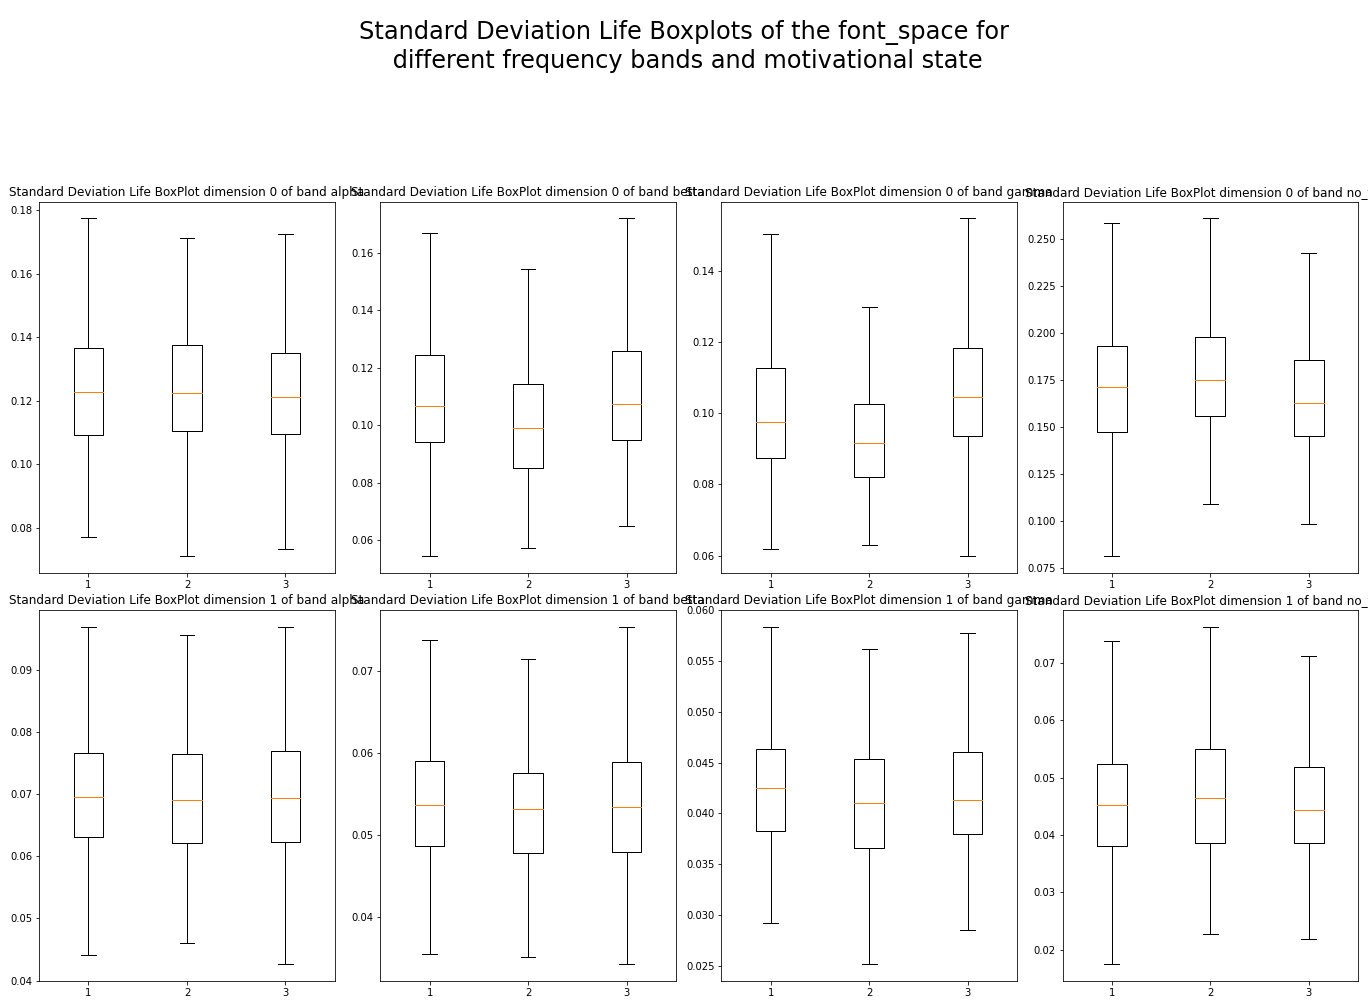 Standard Deviation Life Boxplots of the font_space for
different frequency bands and motivational state
Standard Deviation Life BoxPlot dimension 0 of band alpha
Standard Deviation Life BoxPlot dimension 0 of band betta
Standard Deviation Life BoxPlot dimension 0 of band gamma
Standard Deviation Life BoxPlot dimension 0 of band no_
0.18
0.16
0.14
0.12
0.10
0.08
1 2 3
0.16
0.14
0.12
0.10
0.08
0.06
1 2 3
0.14
0.12
0.10
0.08
0.06
1 2 3
0.250
0.225
0.200
0.175
0.150
0.125
0.100
0.075
1 2 3
Standard Deviation Life BoxPlot dimension 1 of band alpha
Standard Deviation Life BoxPlot dimension 1 of band betta
Standard Deviation Life BoxPlot dimension 1 of band gamma
Standard Deviation Life BoxPlot dimension 1 of band no_
0.09
0.08
0.07
0.06
0.05
0.04
1 2 3
0.07
0.06
0.05
0.04
1 2 3
0.060
0.055
0.050
0.045
0.040
0.035
0.030
0.025
1 2 3
0.07
0.06
0.05
0.04
0.03
0.02
1 2 3